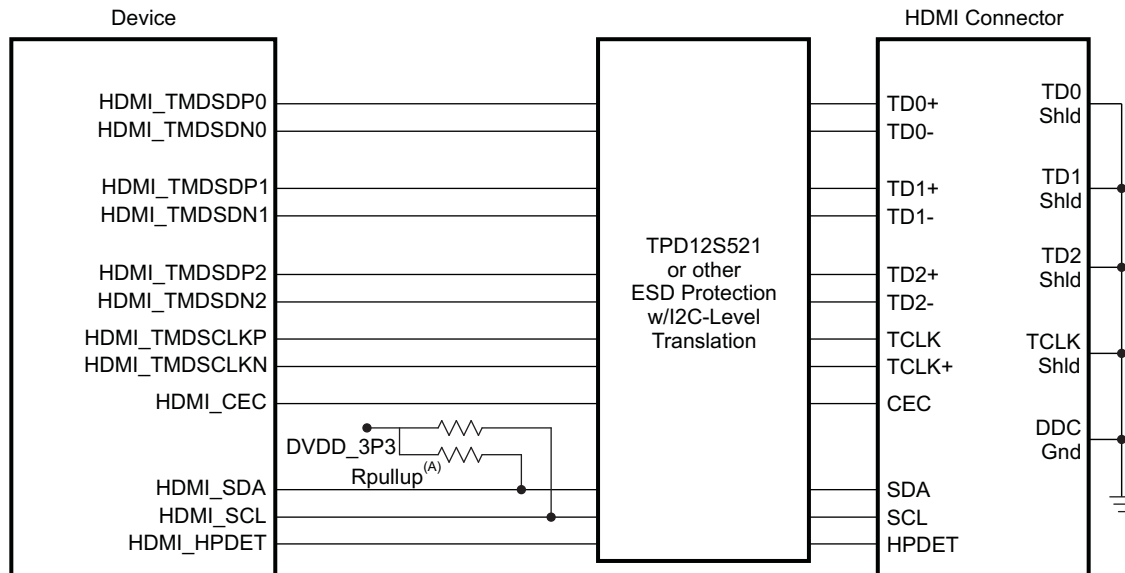 Device
HDMI Connector
HDMI_TMDSDP0
HDMI_TMDSDN0
HDMI_TMDSDP1
HDMI_TMDSDN1
HDMI_TMDSDP2
HDMI_TMDSDN2
HDMI_TMDSCLKP
HDMI_TMDSCLKN
HDMI_CEC
DVDD_3P3
Rpullup(A)
HDMI_SDA
HDMI_SCL
HDMI_HPDET
TPD12S521
or other
ESD Protection
w/I2C-Level
Translation
TD0+
TD0-
TD1+
TD1-
TD2+
TD2-
TCLK
TCLK+
CEC
SDA
SCL
HPDET
TD0
Shld
TD1
Shld
TD2
Shld
TCLK
Shld
DDC
Gnd